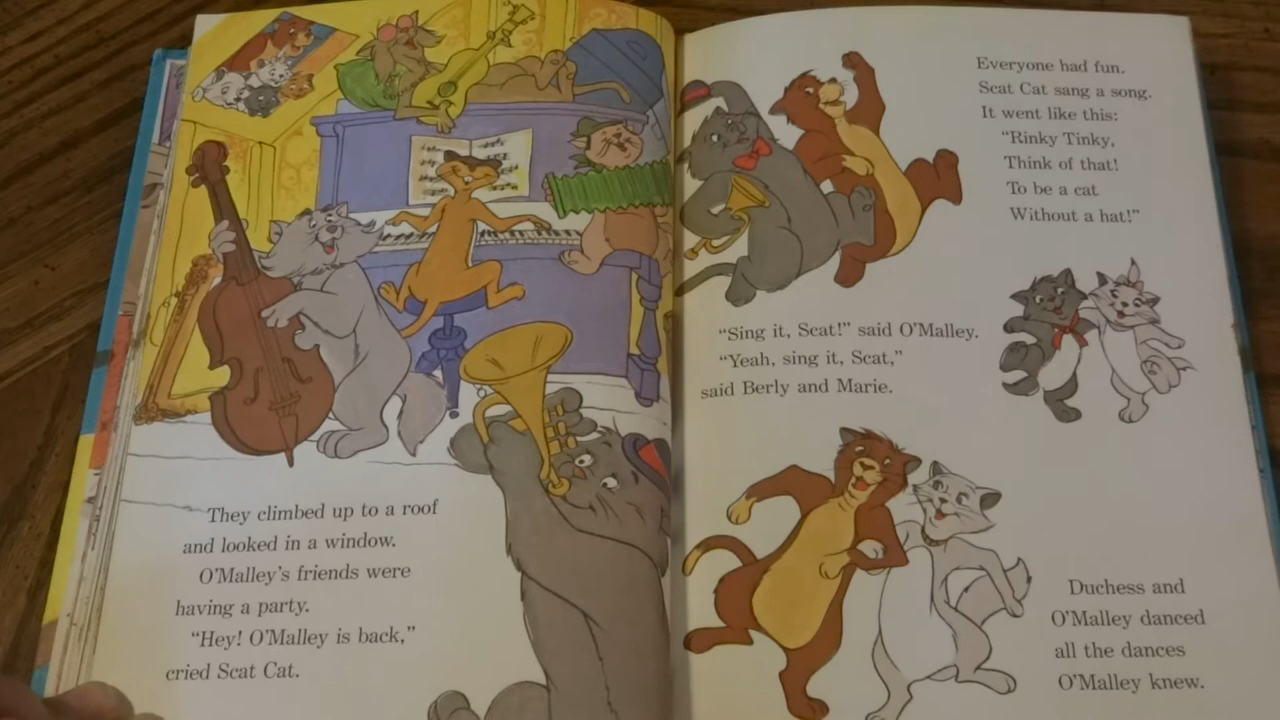 They climbed up to a roof
and looked in a window.
O'Malley's friends were
having a party.
"Hey! O'Malley is back,"
cried Scat Cat.
Everyone had fun.
Scat Cat sang a song.
It went like this:
"Rinky Tinky,
Think of that!
To be a cat
Without a hat!"
"Sing it, Scat!" said O'Malley.
"Yeah, sing it, Scat,"
said Berly and Marie.
Duchess and
O'Malley danced
all the dances
O'Malley knew.